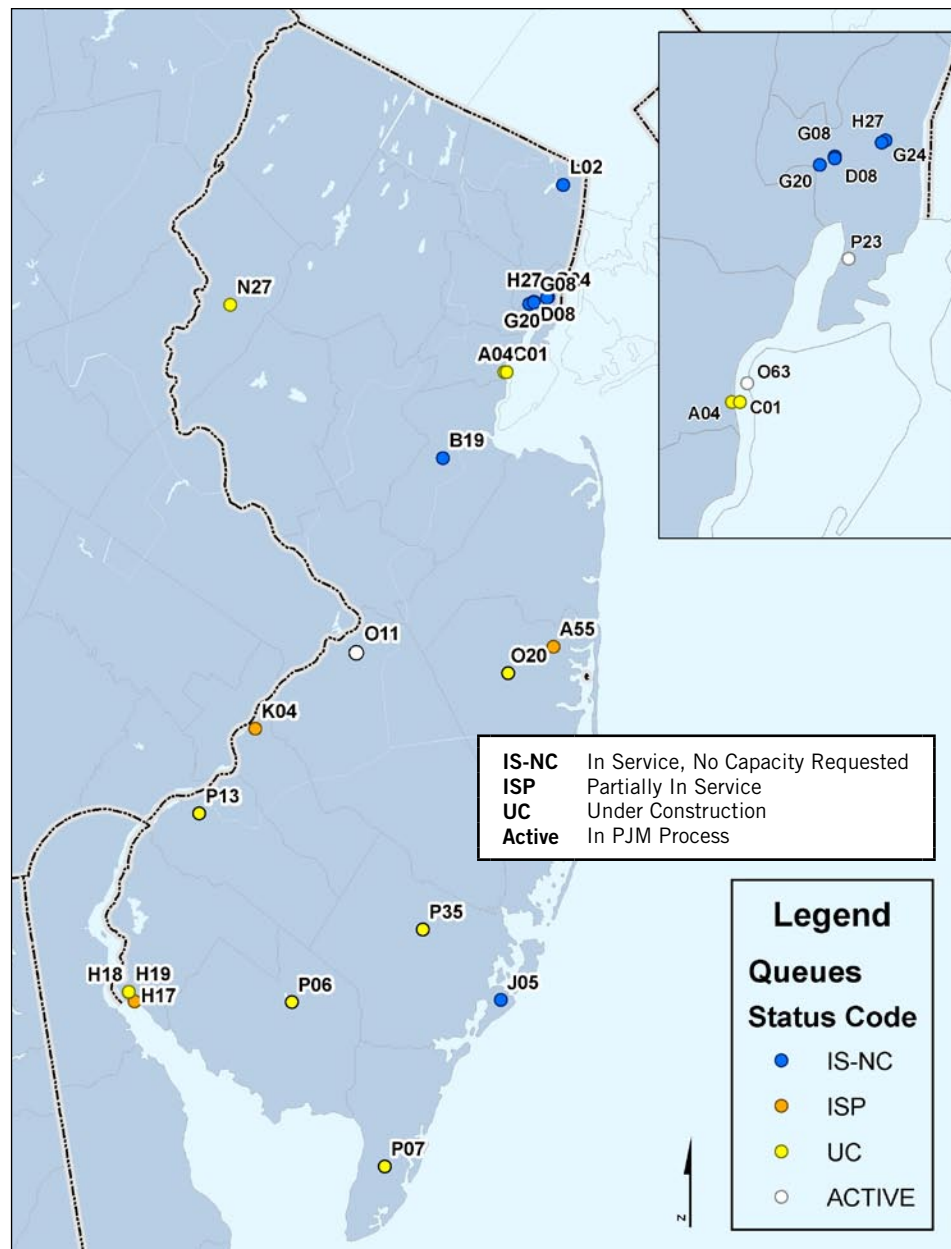 L02
H27
G08
G24
G20
D08
N27
A04
C01
B19
O11
A55
O20
K04
P13
P35
H18
H19
H17
P06
J05
P07
H27
G08
G24
G20
D08
P23
O63
A04
C01
IS-NC In Service, No Capacity Requested
ISP Partially In Service
UC Under Construction
Active In PJM Process
Legend
Queues
Status Code
IS-NC
ISP
UC
ACTIVE
z